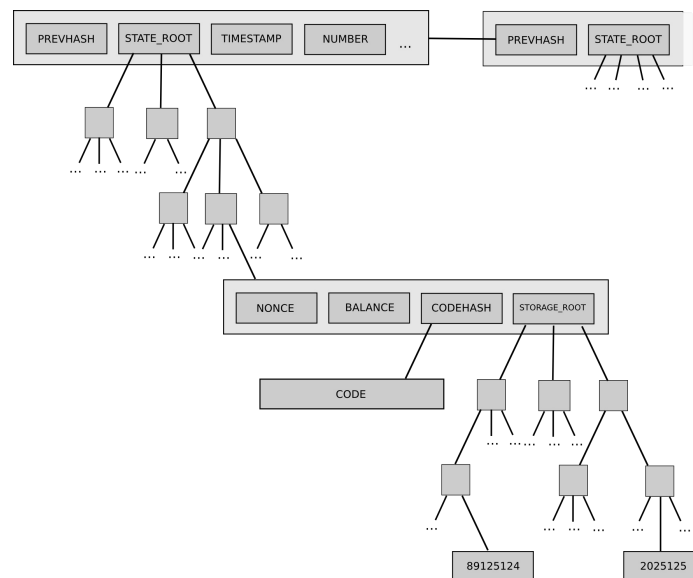 PREVHASH STATE_ROOT TIMESTAMP NUMBER ... PREVHASH STATE_ROOT
... ... ... ...
... ... ... ... ...
... ... ... ... ... ... ...
NONCE BALANCE CODEHASH STORAGE_ROOT
CODE
... ... ... ... ...
... ... ... ... ... ...
89125124 2025125